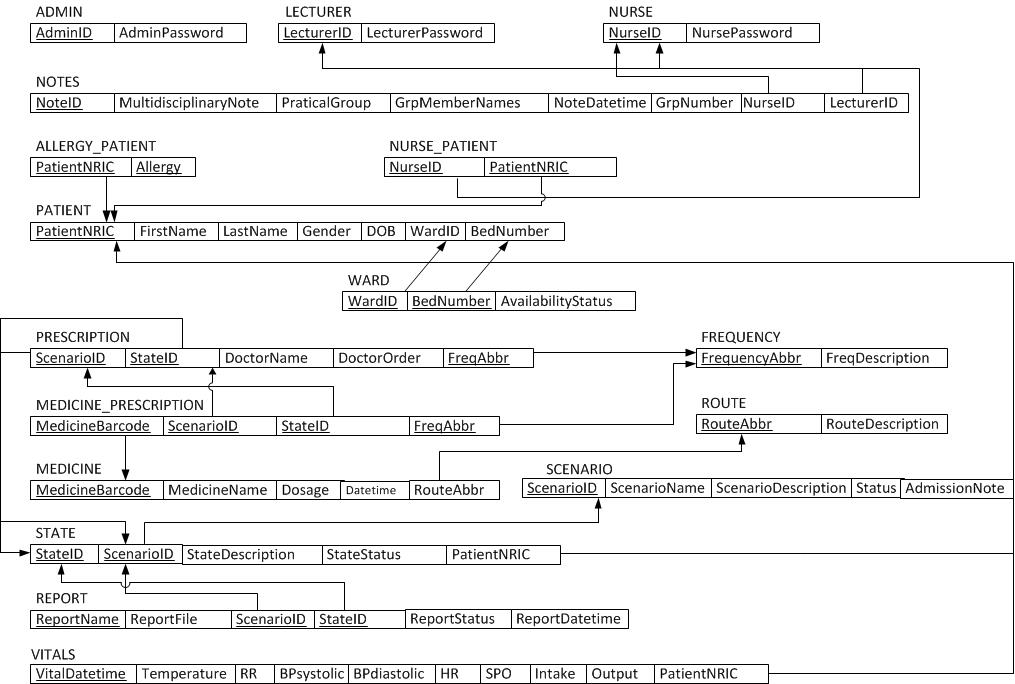 ADMIN
AdminID AdminPassword
LECTURER
LecturerID LecturerPassword
NURSE
NurseID NursePassword
NOTES
NoteID MultidisciplinaryNote PraticalGroup GrpMemberNames NoteDatetime GrpNumber NurseID LecturerID
ALLERGY_PATIENT
PatientNRIC Allergy
NURSE_PATIENT
NurseID PatientNRIC
PATIENT
PatientNRIC FirstName LastName Gender DOB WardID BedNumber
WARD
WardID BedNumber AvailabilityStatus
PRESCRIPTION
ScenarioID StateID DoctorName DoctorOrder FreqAbbr
FREQUENCY
FrequencyAbbr FreqDescription
MEDICINE_PRESCRIPTION
MedicineBarcode ScenarioID StateID FreqAbbr
ROUTE
RouteAbbr RouteDescription
MEDICINE
MedicineBarcode MedicineName Dosage Datetime RouteAbbr
SCENARIO
ScenarioID ScenarioName ScenarioDescription Status AdmissionNote
STATE
StateID ScenarioID StateDescription StateStatus PatientNRIC
REPORT
ReportName ReportFile ScenarioID StateID ReportStatus ReportDatetime
VITALS
VitalDatetime Temperature RR BPsystolic BPdiastolic HR SPO Intake Output PatientNRIC